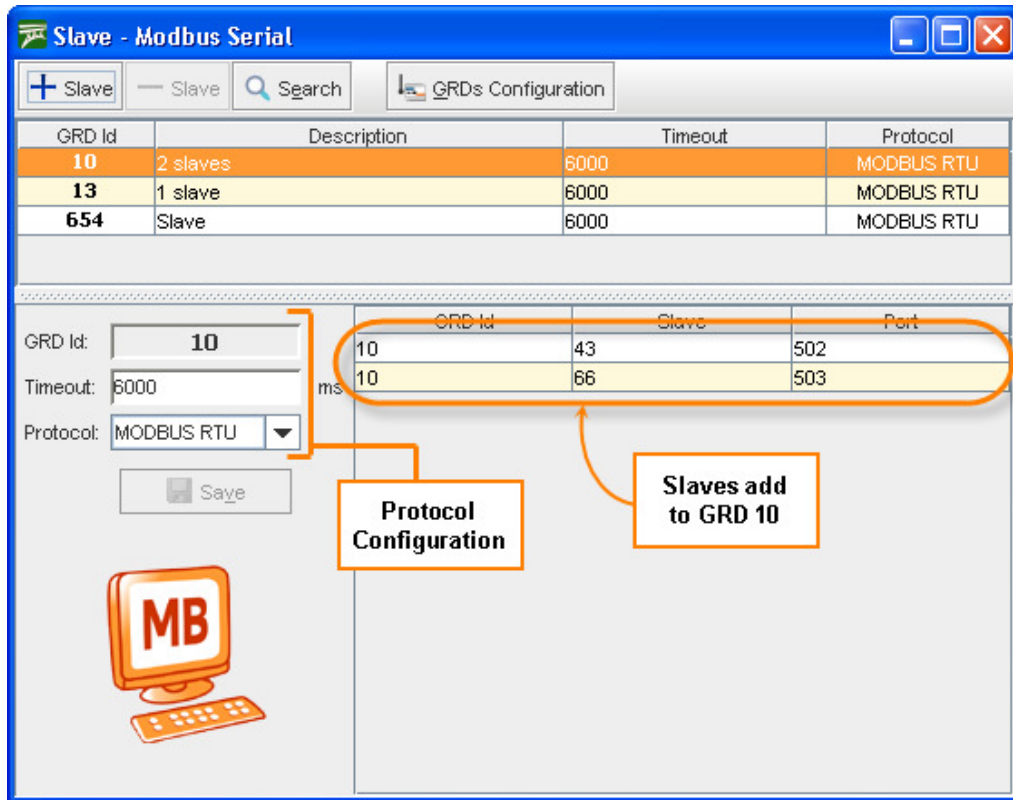 Slave - Modbus Serial
Slave Slave Search GRDs Configuration
GRD Id Description Timeout Protocol
10 2 slaves 6000 MODBUS RTU
13 1 slave 6000 MODBUS RTU
654 Slave 6000 MODBUS RTU
GRD Id Slave Port
GRD Id: 10
10 43 502
Timeout: 6000 ms
10 66 503
Protocol: MODBUS RTU
Save
Protocol
Configuration
Slaves add
to GRD 10
MB